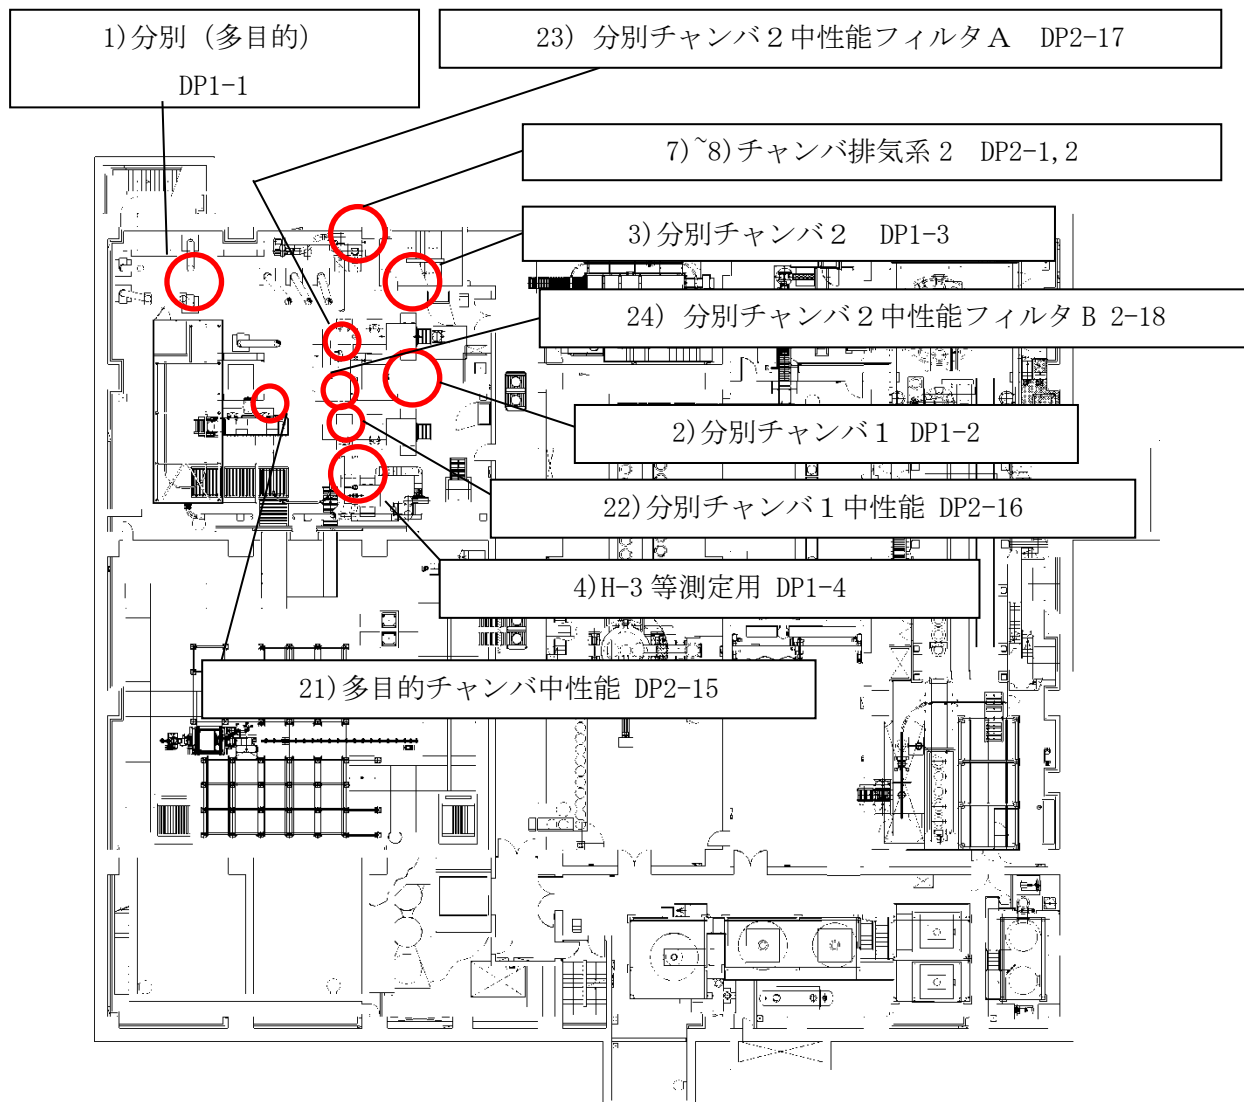 1)分別（多目的）
DP1-1
23）分別チャンバ２中性能フィルタＡ　DP2-17
7)~8)チャンバ排気系２　DP2-1,2
3)分別チャンバ２　DP1-3
24）分別チャンバ２中性能フィルタ B 2-18
2)分別チャンバ１ DP1-2
22)分別チャンバ１中性能 DP2-16
4)H-3 等測定用 DP1-4
21)多目的チャンバ中性能 DP2-15